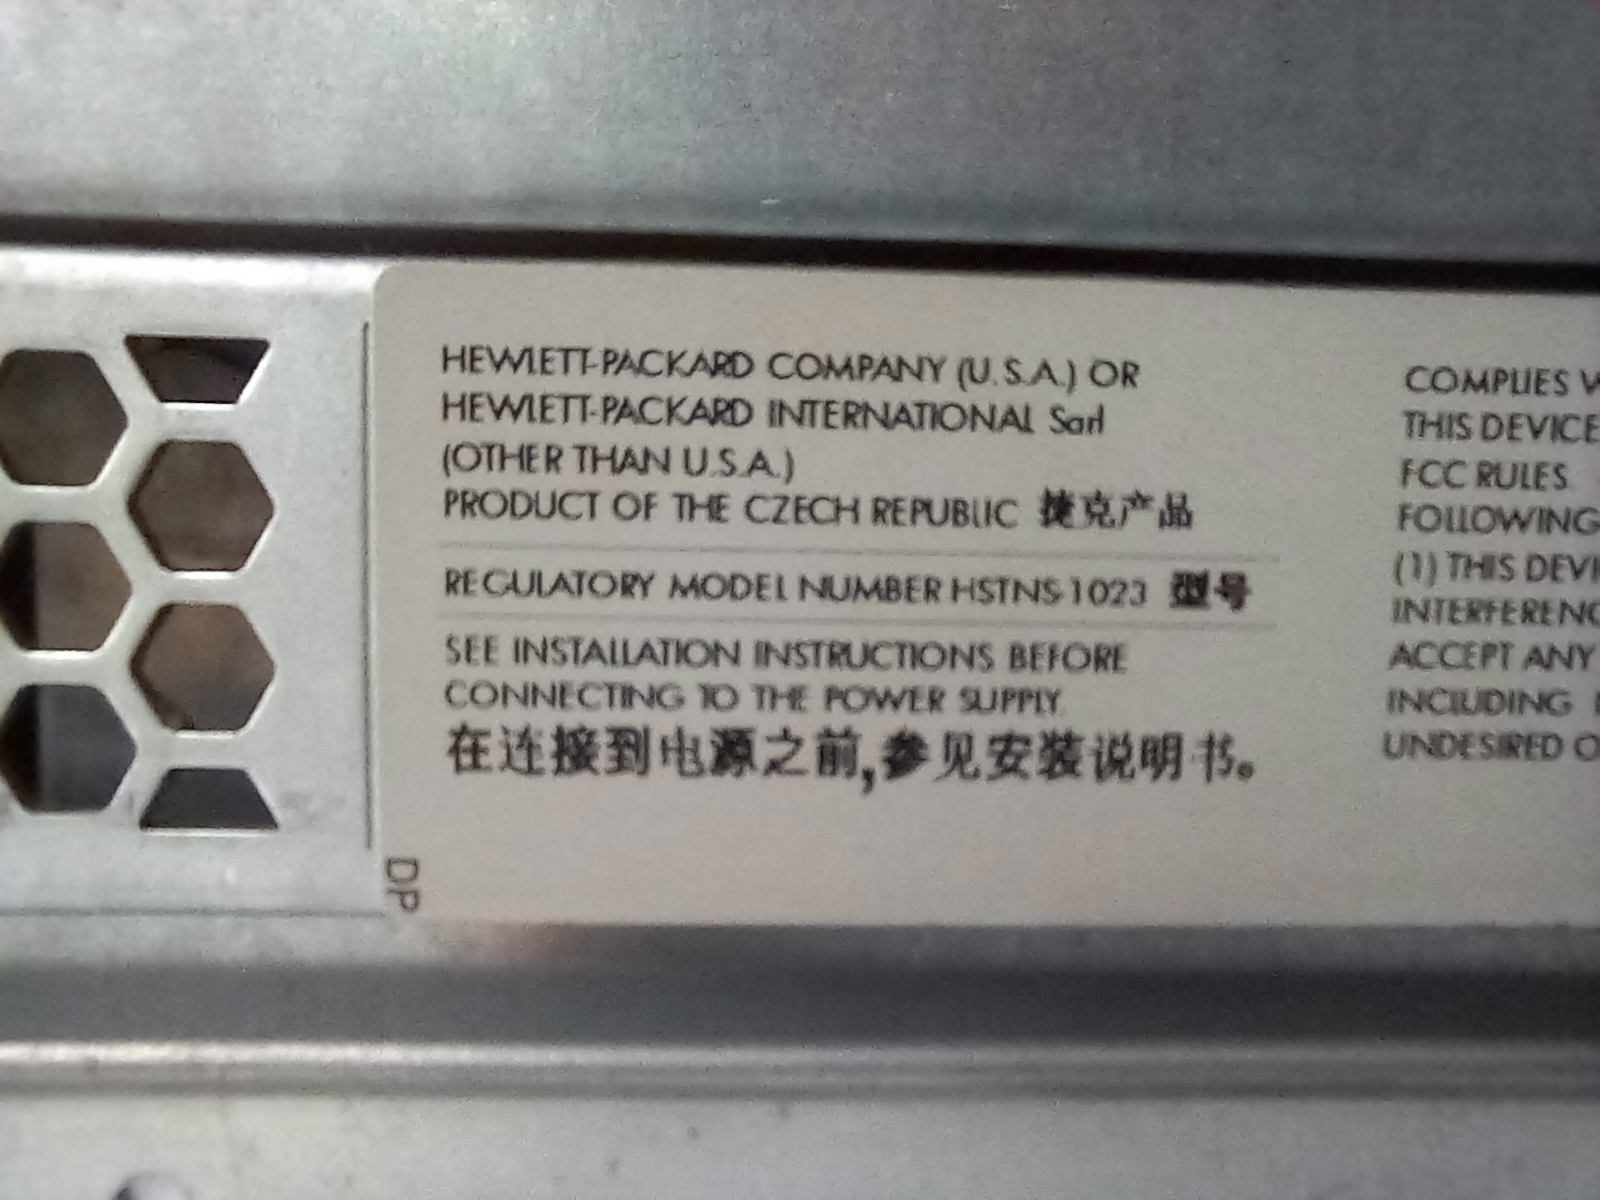 HEWLETT-PACKARD COMPANY (U.S.A.) OR
HEWLETT-PACKARD INTERNATIONAL Sarl
(OTHER THAN U.S.A.)
PRODUCT OF THE CZECH REPUBLIC 捷克产品
REGULATORY MODEL NUMBER HSTNS-1023 型号
SEE INSTALLATION INSTRUCTIONS BEFORE
CONNECTING TO THE POWER SUPPLY.
在连接到电源之前,参见安装说明书。
DP
COMPLIES
THIS DEVICE
FCC RULES.
FOLLOWING
(1) THIS
ACCEPT ANY
INCLUDING
UNDESIRED